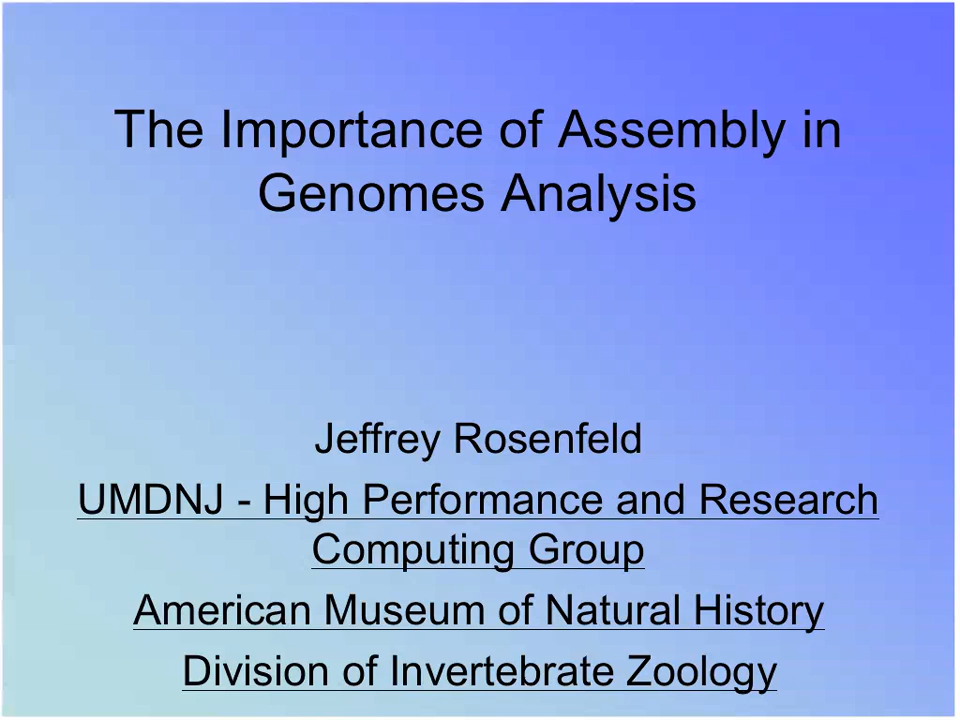 The Importance of Assembly in
Genomes Analysis
Jeffrey Rosenfeld
UMDNJ - High Performance and Research
Computing Group
American Museum of Natural History
Division of Invertebrate Zoology